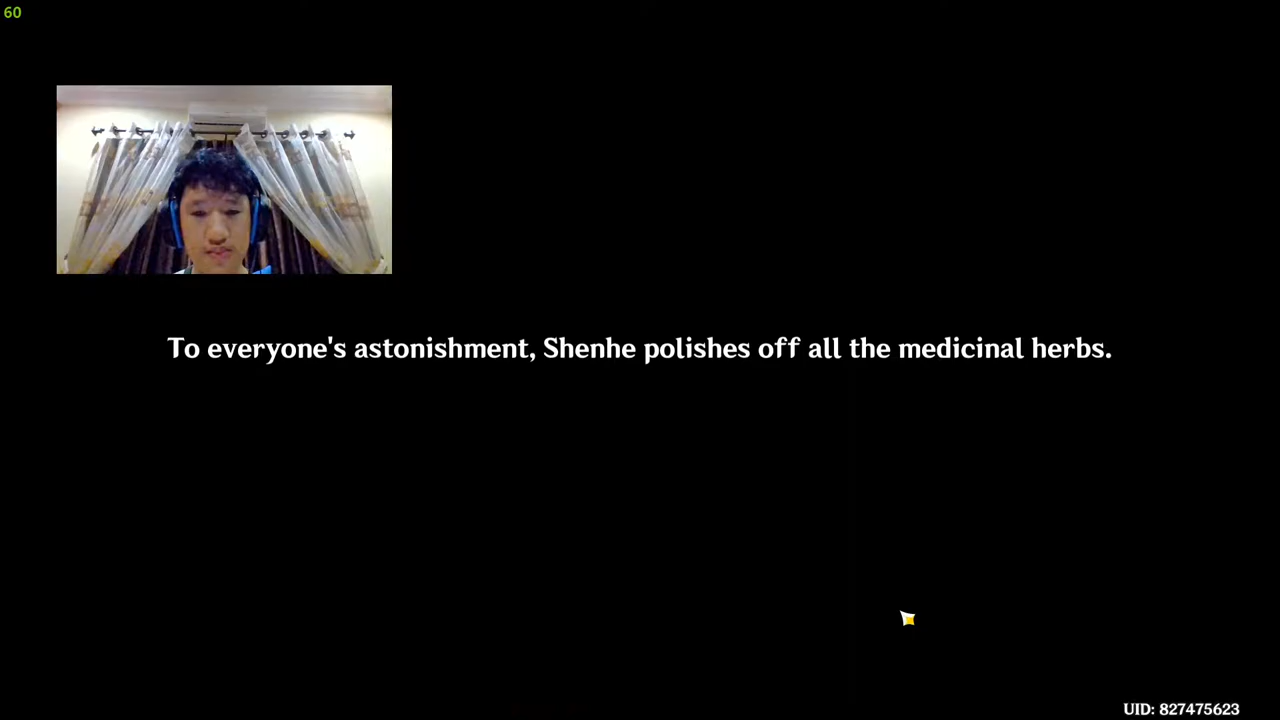 60
To everyone's astonishment, Shenhe polishes off all the medicinal herbs.
UID: 827475623